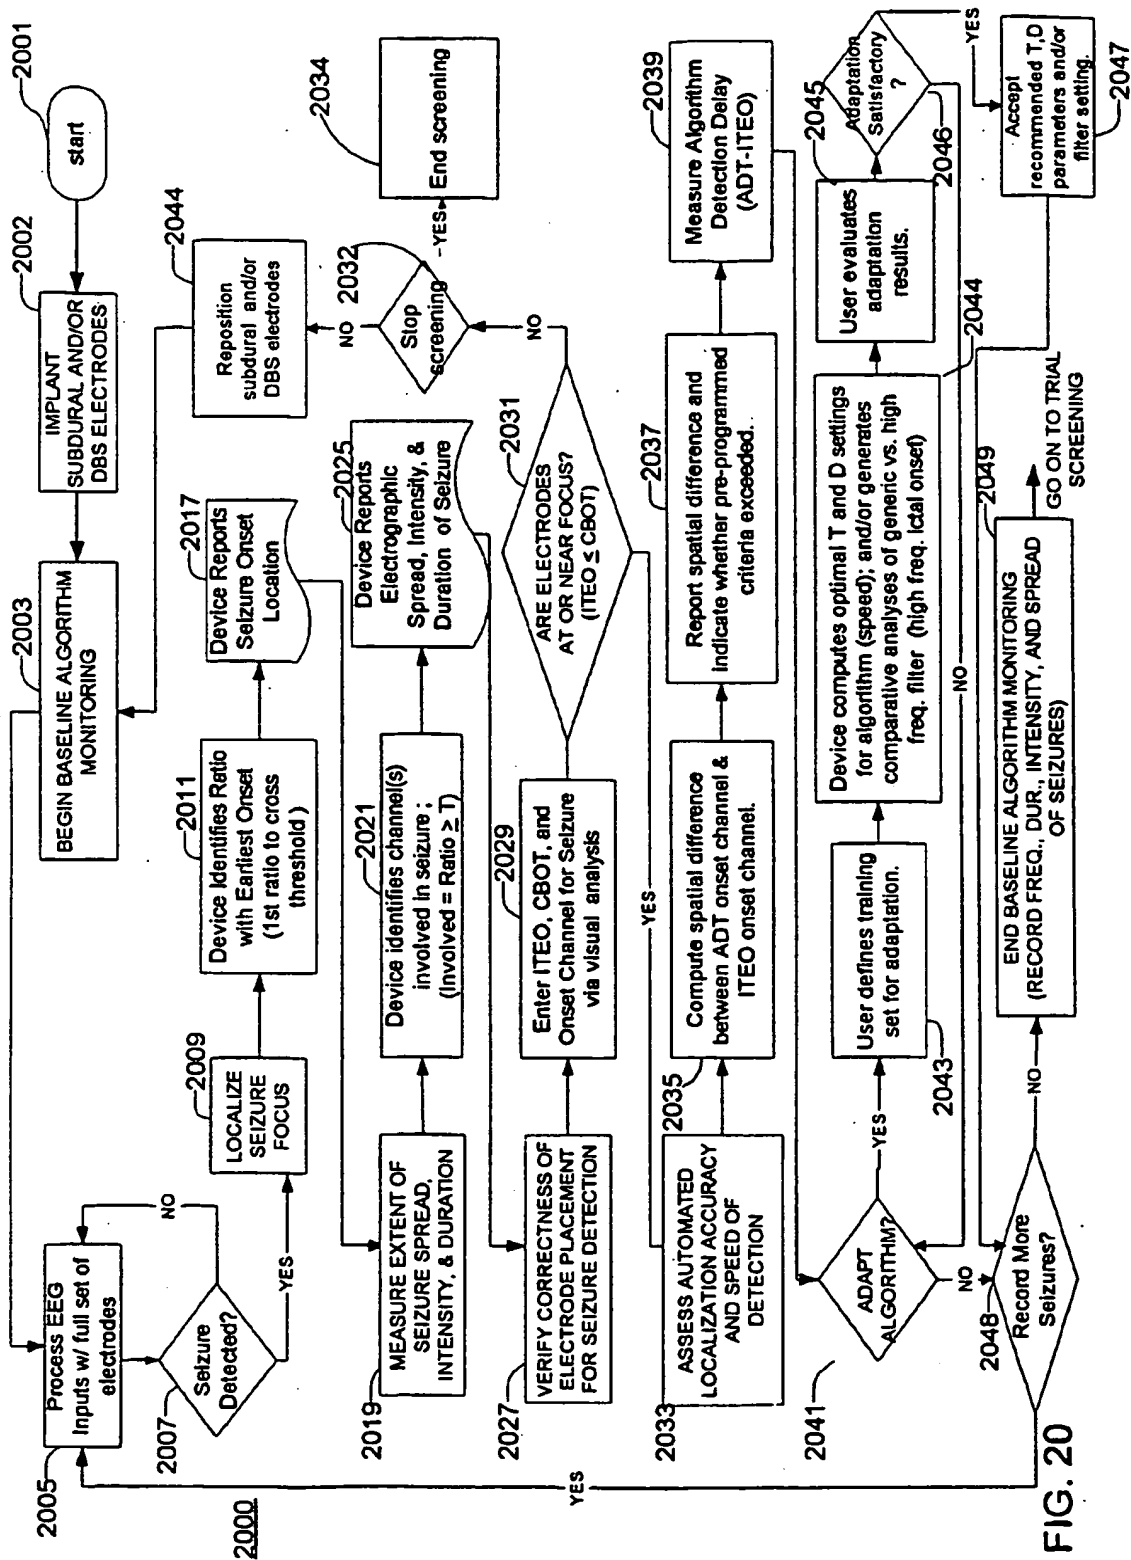 2001
start
2002
IMPLANT
SUBDURAL AND/OR
DBS ELECTRODES
2003
BEGIN BASELINE ALGORITHM
MONITORING
2005
Process EEG
Inputs w/ full set of
electrodes
2007
Seizure
Detected?
NO
YES
2000
2009
LOCALIZE
SEIZURE
FOCUS
2011
Device Identifies Ratio
with Earliest Onset
(1st ratio to cross
threshold)
2017
Device Reports
Seizure Onset
Location
2044
Reposition
subdural and/or
DBS electrodes
2034
End screening
YES
2032
Stop
screening
NO
2019
MEASURE EXTENT OF
SEIZURE SPREAD,
INTENSITY, & DURATION
2021
Device identifies channel(s)
involved in seizure ;
(Involved = Ratio ≥ T)
2025
Device Reports
Electrographic
Spread, Intensity, &
Duration of Seizure
NO
2027
VERIFY CORRECTNESS OF
ELECTRODE PLACEMENT
FOR SEIZURE DETECTION
2029
Enter ITEO, CBOT, and
Onset Channel for Seizure
via visual analysis
2031
ARE ELECTRODES
AT OR NEAR FOCUS?
(ITEO ≤ CBOT)
YES
2033
ASSESS AUTOMATED
LOCALIZATION ACCURACY
AND SPEED OF
DETECTION
2035
Compute spatial difference
between ADT onset channel &
ITEO onset channel.
2037
Report spatial difference and
indicate whether pre-programmed
criteria exceeded.
2039
Measure Algorithm
Detection Delay
(ADT-ITEO)
2041
ADAPT
ALGORITHM?
YES
NO
2043
User defines training
set for adaptation.
2044
Device computes optimal T and D settings
for algorithm (speed); and/or generates
comparative analyses of generic vs. high
freq. filter (high freq. Ictal onset)
2045
User evaluates
adaptation
results.
2046
Adaptation
Satisfactory
?
YES
NO
2047
Accept
recommended T,D
parameters and/or
filter setting.
2048
Record More
Seizures?
NO
YES
2049
END BASELINE ALGORITHM MONITORING
(RECORD FREQ., DUR., INTENSITY, AND SPREAD
OF SEIZURES)
GO ON TO TRIAL
SCREENING
FIG. 20